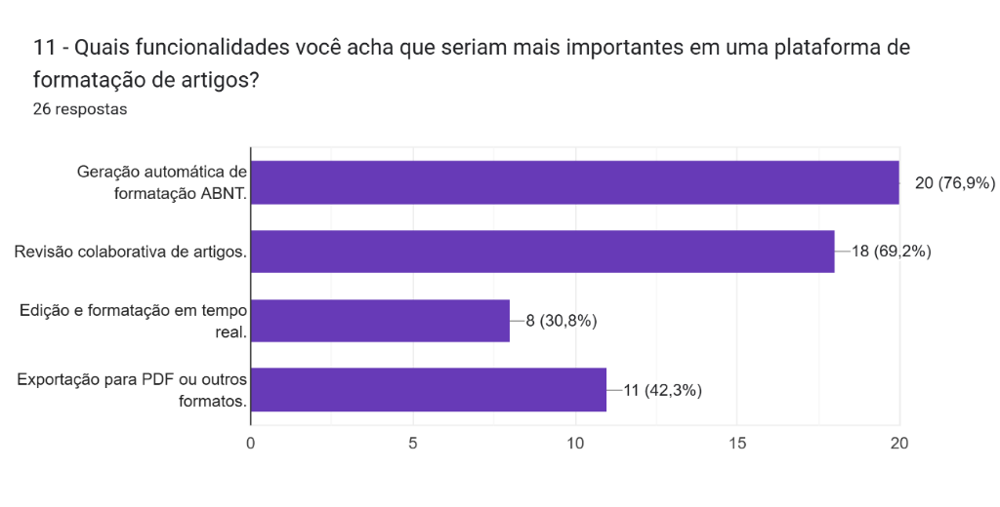 11 - Quais funcionalidades você acha que seriam mais importantes em uma plataforma de
formatação de artigos?
26 respostas
Geração automática de
formatação ABNT.
20 (76,9%)
Revisão colaborativa de artigos.
18 (69,2%)
Edição e formatação em tempo
real.
8 (30,8%)
Exportação para PDF ou outros
formatos.
11 (42,3%)
0 5 10 15 20